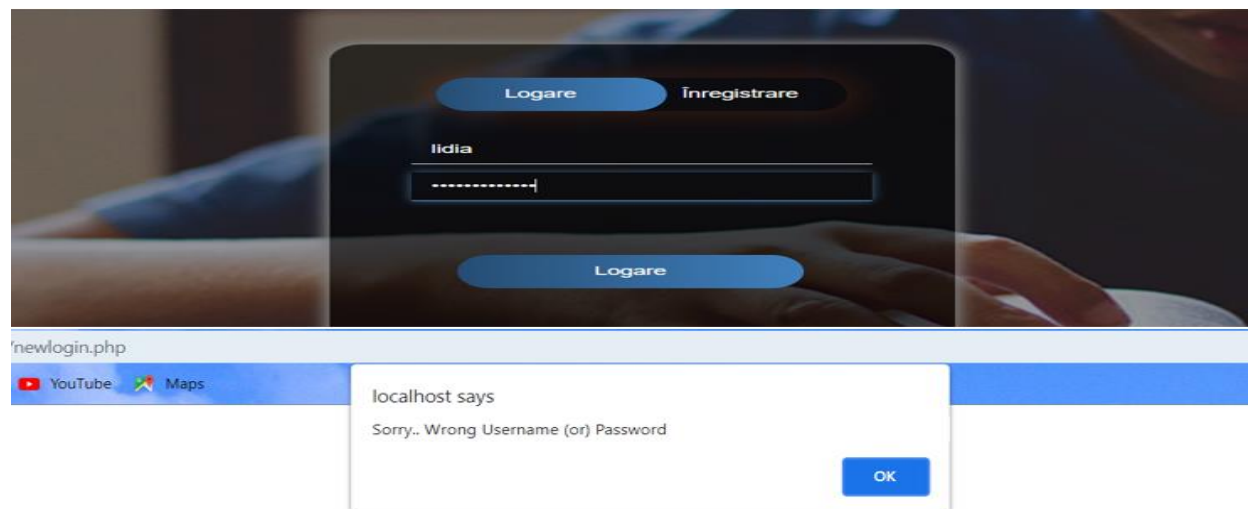 Logare Înregistrare
lidia
•••••••••••••
Logare
/newlogin.php
YouTube Maps
localhost says
Sorry.. Wrong Username (or) Password
OK